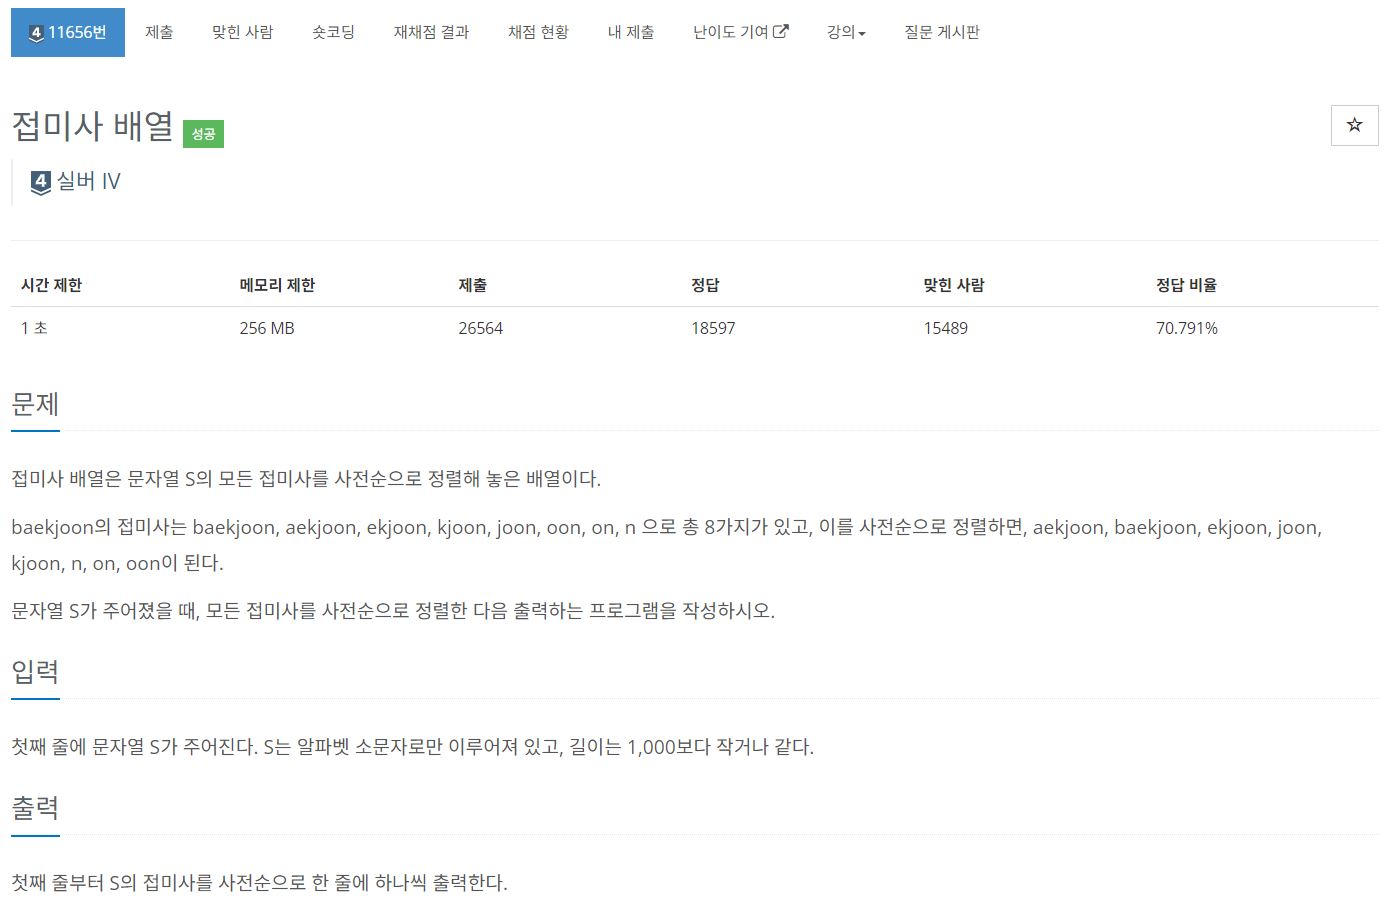 4 11656번 제출 맞힌 사람 숏코딩 재채점 결과 채점 현황 내 제출 난이도 기여 강의 질문 게시판
접미사 배열 성공
4 실버 IV
시간 제한 메모리 제한 제출 정답 맞힌 사람 정답 비율
1 초 256 MB 26564 18597 15489 70.791%
문제
접미사 배열은 문자열 S의 모든 접미사를 사전순으로 정렬해 놓은 배열이다.
baekjoon의 접미사는 baekjoon, aekjoon, ekjoon, kjoon, joon, oon, on, n 으로 총 8가지가 있고, 이를 사전순으로 정렬하면, aekjoon, baekjoon, ekjoon, joon,
kjoon, n, on, oon이 된다.
문자열 S가 주어졌을 때, 모든 접미사를 사전순으로 정렬한 다음 출력하는 프로그램을 작성하시오.
입력
첫째 줄에 문자열 S가 주어진다. S는 알파벳 소문자로만 이루어져 있고, 길이는 1,000보다 작거나 같다.
출력
첫째 줄부터 S의 접미사를 사전순으로 한 줄에 하나씩 출력한다.